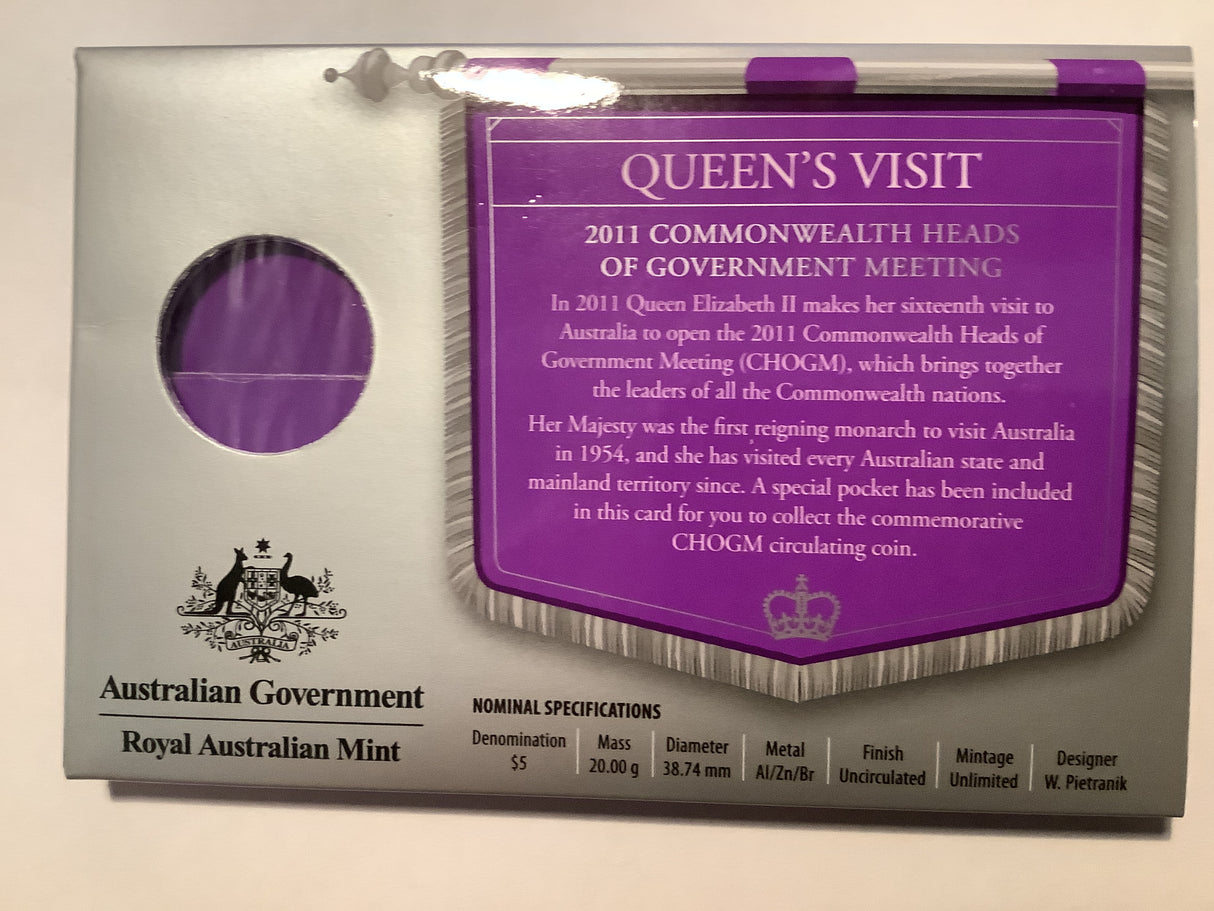 QUEEN'S VISIT
2011 COMMONWEALTH HEADS
OF GOVERNMENT MEETING
In 2011 Queen Elizabeth II makes her sixteenth visit to
Australia to open the 2011 Commonwealth Heads of
Government Meeting (CHOGM), which brings together
the leaders of all the Commonwealth nations.
Her Majesty was the first reigning monarch to visit Australia
in 1954, and she has visited every Australian state and
mainland territory since. A special pocket has been included
in this card for you to collect the commemorative
CHOGM circulating coin.
AUSTRALIA
Australian Government
Royal Australian Mint
NOMINAL SPECIFICATIONS
Denomination Mass Diameter Metal Finish Mintage Designer
$5 20.00 g 38.74 mm Al/Zn/Br Uncirculated Unlimited W. Pietranik